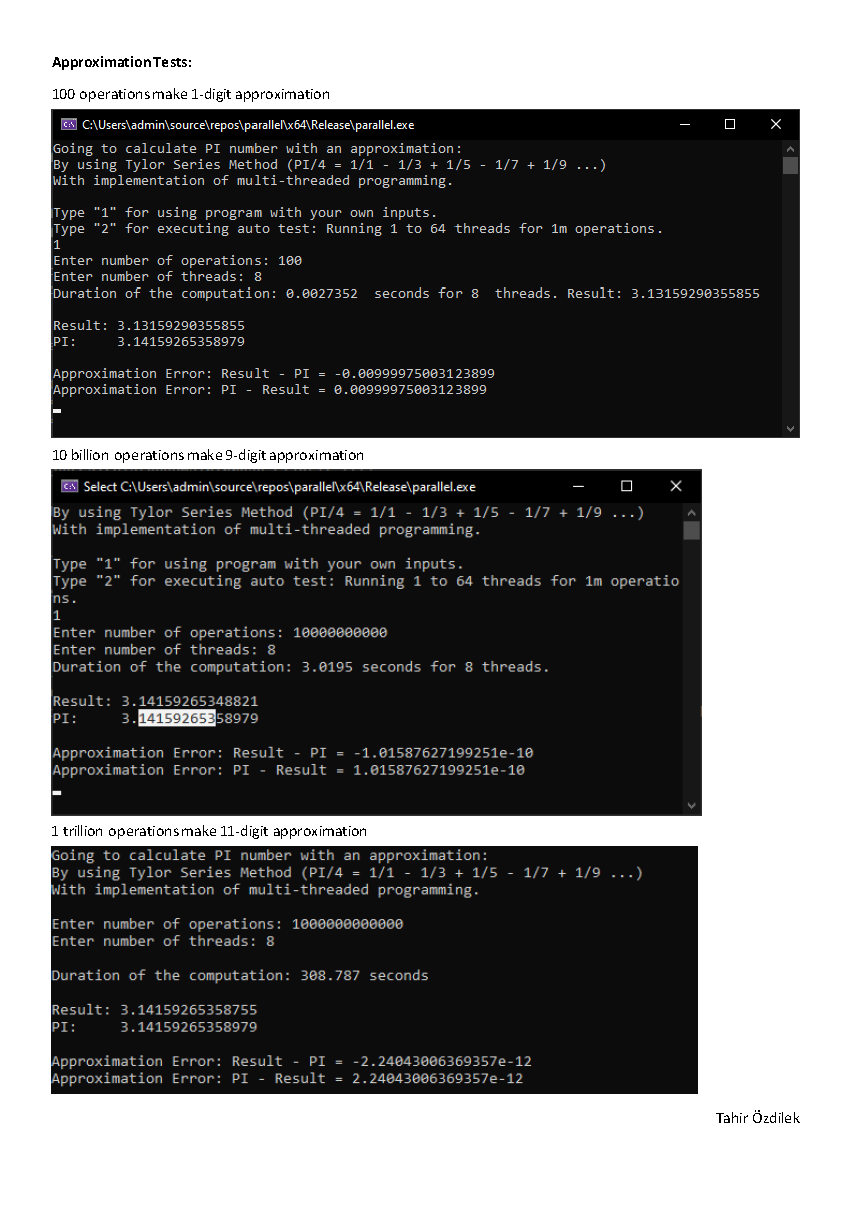 Approximation Tests:
100 operations make 1-digit approximation
C:\Users\admin\source\repos\parallel\x64\Release\parallel.exe
Going to calculate PI number with an approximation:
By using Tylor Series Method (PI/4 = 1/1 - 1/3 + 1/5 - 1/7 + 1/9 ...)
With implementation of multi-threaded programming.
Type "1" for using program with your own inputs.
Type "2" for executing auto test: Running 1 to 64 threads for 1m operations.
1
Enter number of operations: 100
Enter number of threads: 8
Duration of the computation: 0.0027352  seconds for 8  threads. Result: 3.13159290355855
Result: 3.13159290355855
PI:     3.14159265358979
Approximation Error: Result - PI = -0.00999975003123899
Approximation Error: PI - Result = 0.00999975003123899
10 billion operations make 9-digit approximation
Select C:\Users\admin\source\repos\parallel\x64\Release\parallel.exe
By using Tylor Series Method (PI/4 = 1/1 - 1/3 + 1/5 - 1/7 + 1/9 ...)
With implementation of multi-threaded programming.
Type "1" for using program with your own inputs.
Type "2" for executing auto test: Running 1 to 64 threads for 1m operatio
ns.
1
Enter number of operations: 10000000000
Enter number of threads: 8
Duration of the computation: 3.0195 seconds for 8 threads.
Result: 3.14159265348821
PI:     3.14159265358979
Approximation Error: Result - PI = -1.01587627199251e-10
Approximation Error: PI - Result = 1.01587627199251e-10
1 trillion operations make 11-digit approximation
Going to calculate PI number with an approximation:
By using Tylor Series Method (PI/4 = 1/1 - 1/3 + 1/5 - 1/7 + 1/9 ...)
With implementation of multi-threaded programming.
Enter number of operations: 1000000000000
Enter number of threads: 8
Duration of the computation: 308.787 seconds
Result: 3.14159265358755
PI:     3.14159265358979
Approximation Error: Result - PI = -2.24043006369357e-12
Approximation Error: PI - Result = 2.24043006369357e-12
Tahir Özdilek